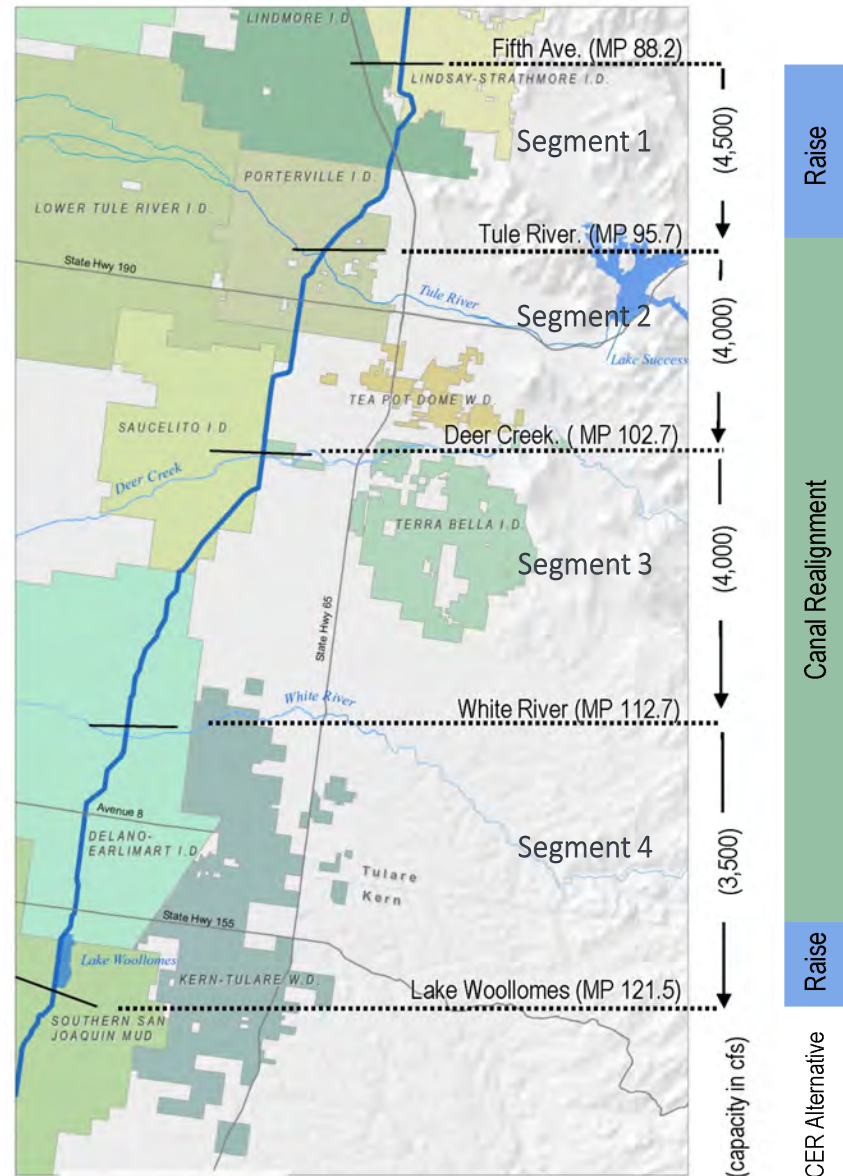 LINDMORE I.D.
Fifth Ave. (MP 88.2)
LINDSAY-STRATHMORE I.D.
Segment 1
(4,500)
Raise
PORTERVILLE I.D.
LOWER TULE RIVER I.D.
Tule River. (MP 95.7)
State Hwy 190
Tule River
Segment 2
(4,000)
Lake Success
TEA POT DOME W.D.
SAUCELITO I.D
Deer Creek. ( MP 102.7)
Deer Creek
TERRA BELLA I.D.
Segment 3
(4,000)
Canal Realignment
State Hwy 65
White River
White River (MP 112.7)
Avenue 8
DELANO-
EARLIMART I.D
Segment 4
(3,500)
Tulare
Kern
State Hwy 155
Lake Woollomes
KERN-TULARE W.D.
Lake Woollomes (MP 121.5)
Raise
SOUTHERN SAN
JOAQUIN MUD
(capacity in cfs)
CER Alternative